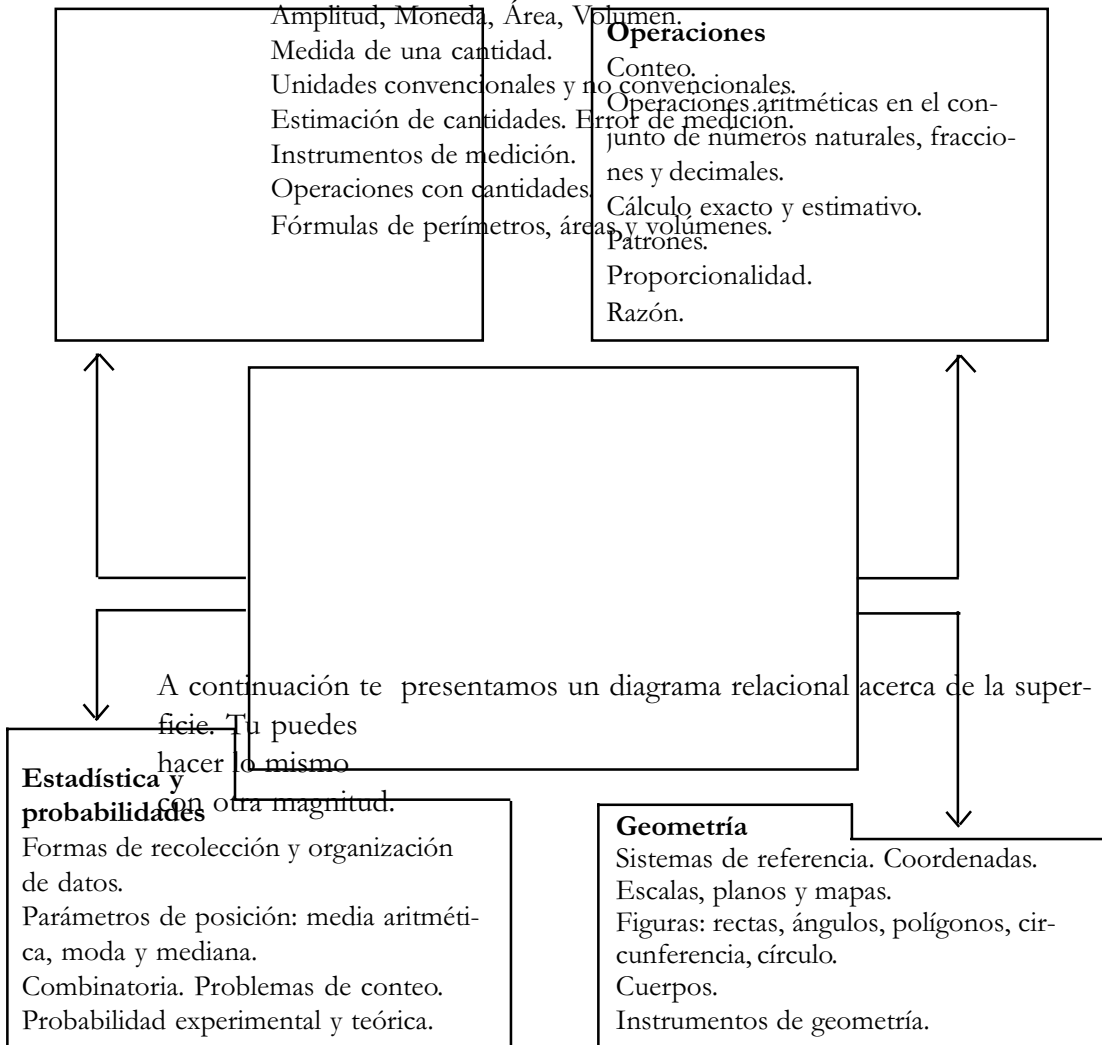 Amplitud, Moneda, Área, Volumen.
Medida de una cantidad.
Unidades convencionales y no convencionales.
Estimación de cantidades. Error de medición.
Instrumentos de medición.
Operaciones con cantidades.
Fórmulas de perímetros, áreas y volúmenes.
Operaciones
Conteo.
Operaciones aritméticas en el con-
junto de números naturales, fraccio-
nes y decimales.
Cálculo exacto y estimativo.
Patrones.
Proporcionalidad.
Razón.
A continuación te presentamos un diagrama relacional acerca de la super-
ficie. Tu puedes
hacer lo mismo
con otra magnitud.
Estadística y
probabilidades
Formas de recolección y organización
de datos.
Parámetros de posición: media aritméti-
ca, moda y mediana.
Combinatoria. Problemas de conteo.
Probabilidad experimental y teórica.
Geometría
Sistemas de referencia. Coordenadas.
Escalas, planos y mapas.
Figuras: rectas, ángulos, polígonos, cir-
cunferencia, círculo.
Cuerpos.
Instrumentos de geometría.